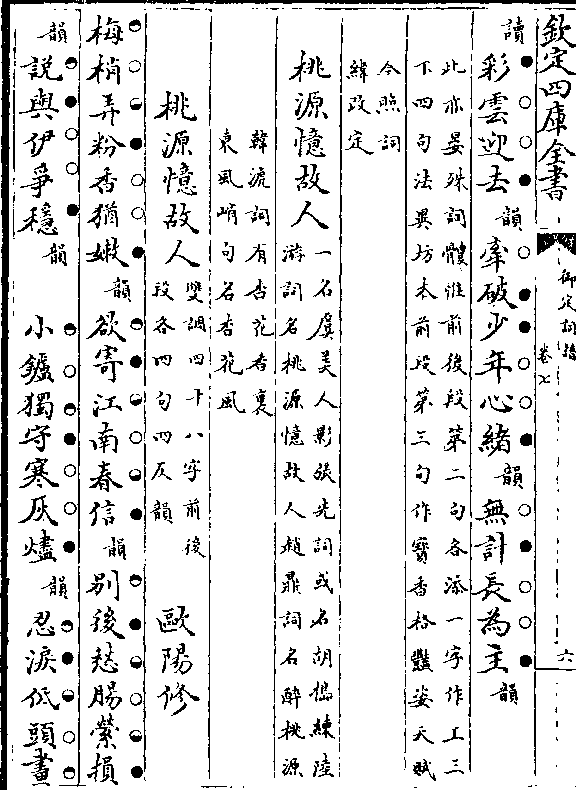 欽定四庫全書 御定詞譜 卷七 六
讀彩雲迎去韻牽破少年心緒韻無計長為主韻
此亦晏殊詞體惟前後段第二句各添一字作上三
下四句法異坊本前段第三句作寶香格豔姿天賦
今照詞
緯改定
桃源憶故人
一名虞美人影張先詞或名胡搗練陸
游詞名桃源憶故人趙鼎詞名醉桃源
韓淲詞有杏花香裏
東風峭句名杏花風
桃源憶故人
雙調四十八字前後
段各四句四仄韻
歐陽修
梅梢弄粉香猶嫩韻欲寄江南春信韻別後愁腸縈損
韻說與伊爭穩韻 小鑪獨守寒灰燼韻忍淚低頭畫